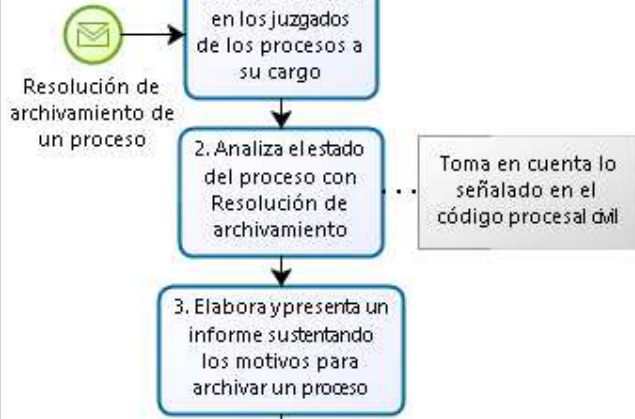 en los juzgados
de los procesos a
su cargo
Resolución de
archivamiento de
un proceso
2. Analiza el estado
del proceso con
Resolución de
archivamiento
Toma en cuenta lo
señalado en el
código procesal civil
3. Elabora y presenta un
informe sustentando
los motivos para
archivar un proceso